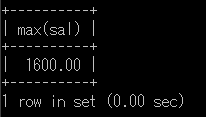 +-----------+
| max(sal) |
+-----------+
| 1600.00 |
+-----------+
1 row in set (0.00 sec)